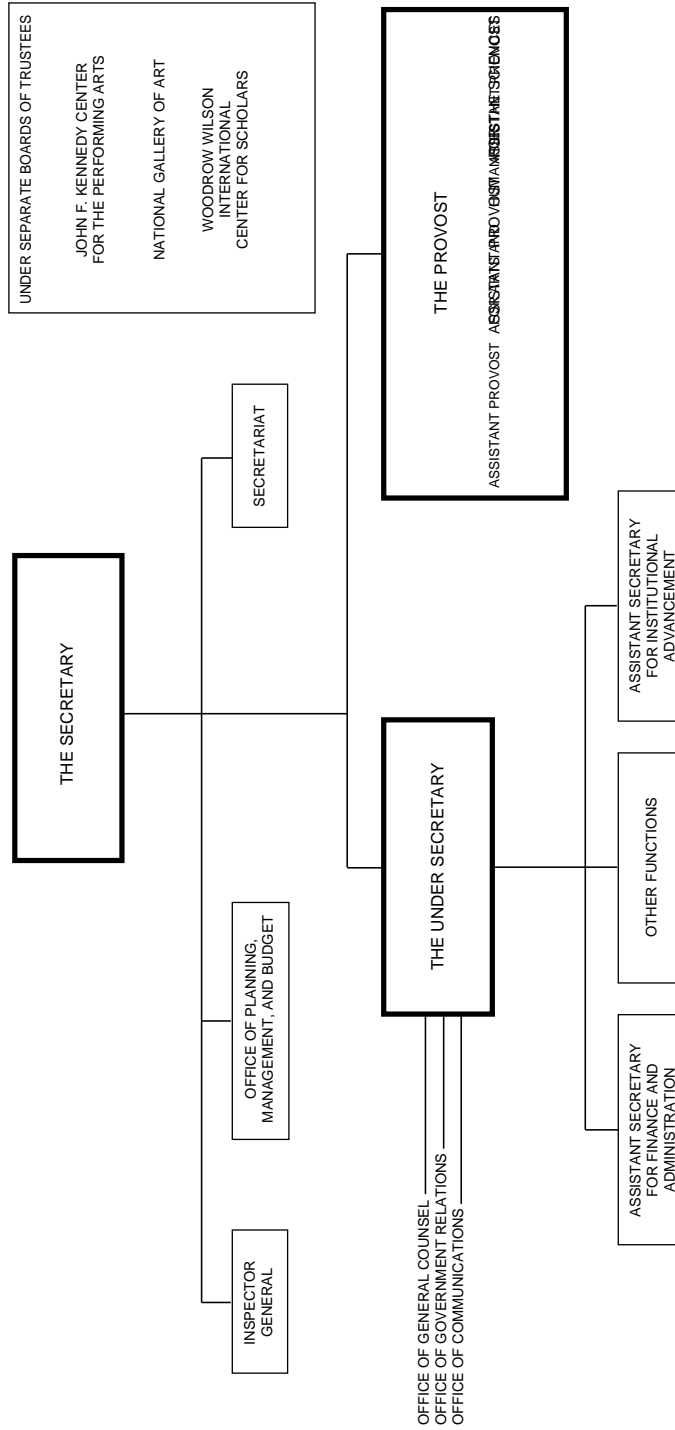 THE SECRETARY
UNDER SEPARATE BOARDS OF TRUSTEES
JOHN F. KENNEDY CENTER
FOR THE PERFORMING ARTS
NATIONAL GALLERY OF ART
WOODROW WILSON
INTERNATIONAL
CENTER FOR SCHOLARS
INSPECTOR
GENERAL
OFFICE OF PLANNING,
MANAGEMENT, AND BUDGET
SECRETARIAT
OFFICE OF GENERAL COUNSEL
OFFICE OF GOVERNMENT RELATIONS
OFFICE OF COMMUNICATIONS
THE UNDER SECRETARY
THE PROVOST
ASSISTANT PROVOST
ASSISTANT SECRETARY
FOR FINANCE AND
ADMINISTRATION
OTHER FUNCTIONS
ASSISTANT SECRETARY
FOR INSTITUTIONAL
ADVANCEMENT